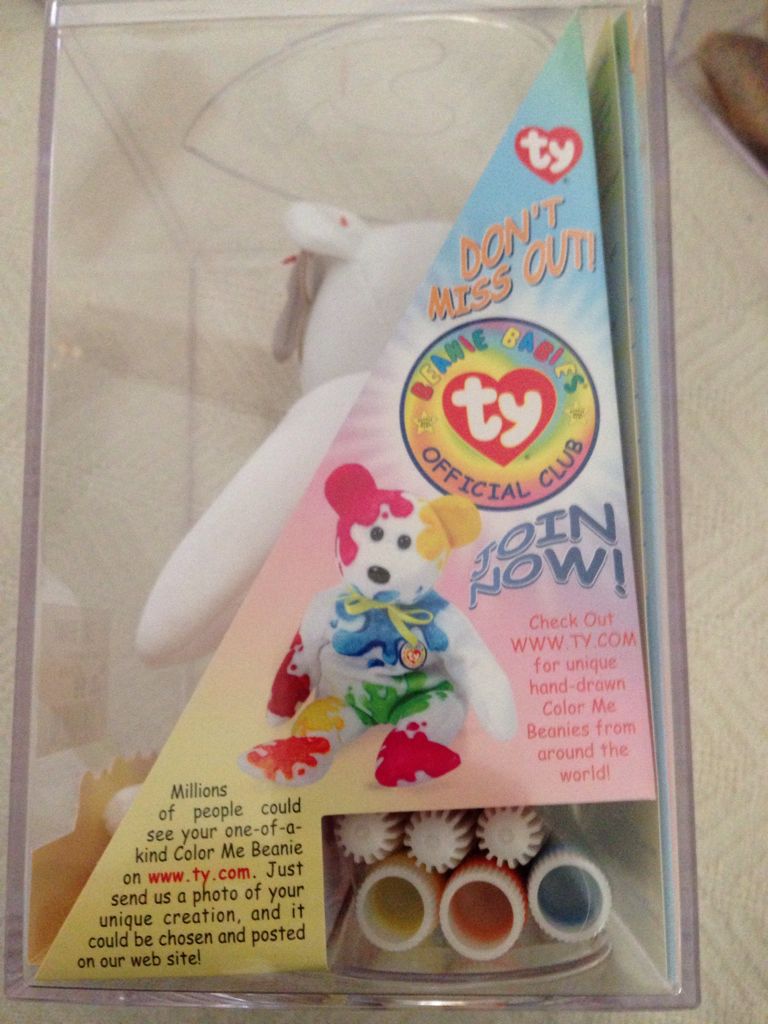 ty
DON'T
MISS OUT!
BEANIE BABIES
ty
OFFICIAL CLUB
JOIN
NOW!
Check Out
WWW.TY.COM
for unique
hand-drawn
Color Me
Beanies from
around the
world!
Millions
of people could
see your one-of-a-
kind Color Me Beanie
on www.ty.com. Just
send us a photo of your
unique creation, and it
could be chosen and posted
on our web site!